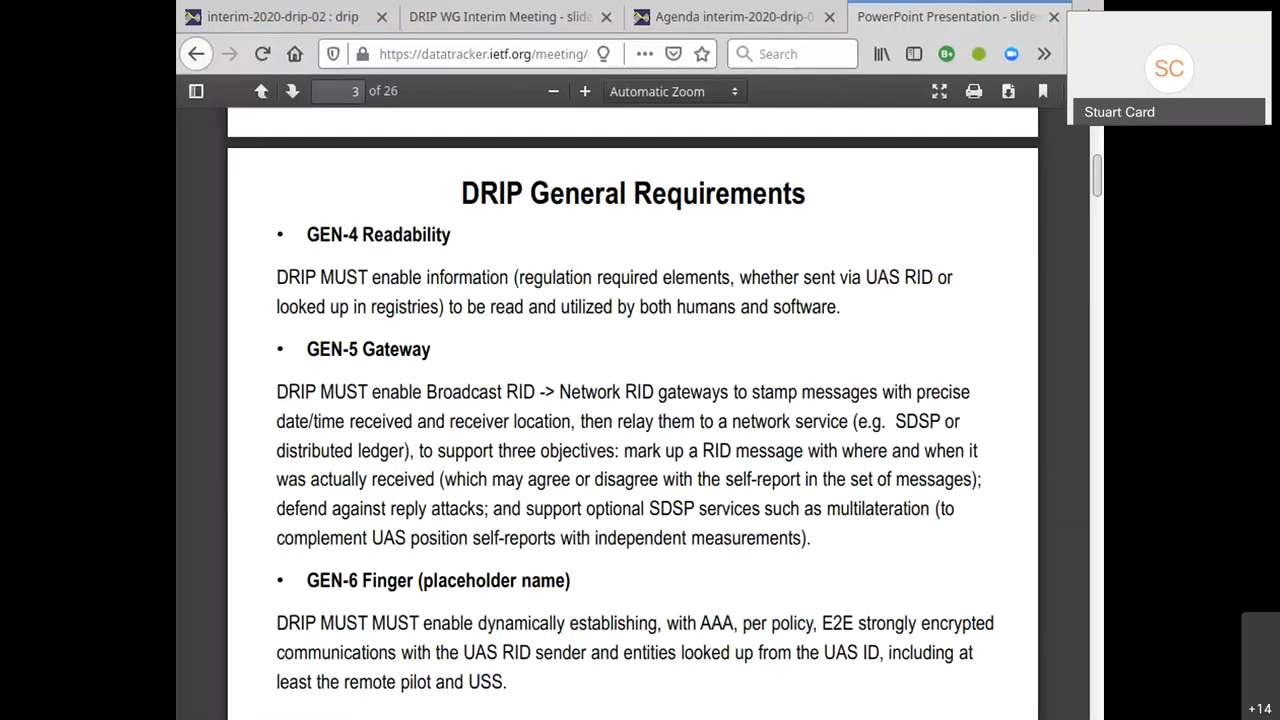 interim-2020-drip-02 : drip
DRIP WG Interim Meeting - slide
Agenda interim-2020-drip-0
PowerPoint Presentation - slides
https://datatracker.ietf.org/meeting/
Search
3 of 26
Automatic Zoom
SC
Stuart Card
DRIP General Requirements
• GEN-4 Readability
DRIP MUST enable information (regulation required elements, whether sent via UAS RID or
looked up in registries) to be read and utilized by both humans and software.
• GEN-5 Gateway
DRIP MUST enable Broadcast RID -> Network RID gateways to stamp messages with precise
date/time received and receiver location, then relay them to a network service (e.g. SDSP or
distributed ledger), to support three objectives: mark up a RID message with where and when it
was actually received (which may agree or disagree with the self-report in the set of messages);
defend against reply attacks; and support optional SDSP services such as multilateration (to
complement UAS position self-reports with independent measurements).
• GEN-6 Finger (placeholder name)
DRIP MUST MUST enable dynamically establishing, with AAA, per policy, E2E strongly encrypted
communications with the UAS RID sender and entities looked up from the UAS ID, including at
least the remote pilot and USS.
+14